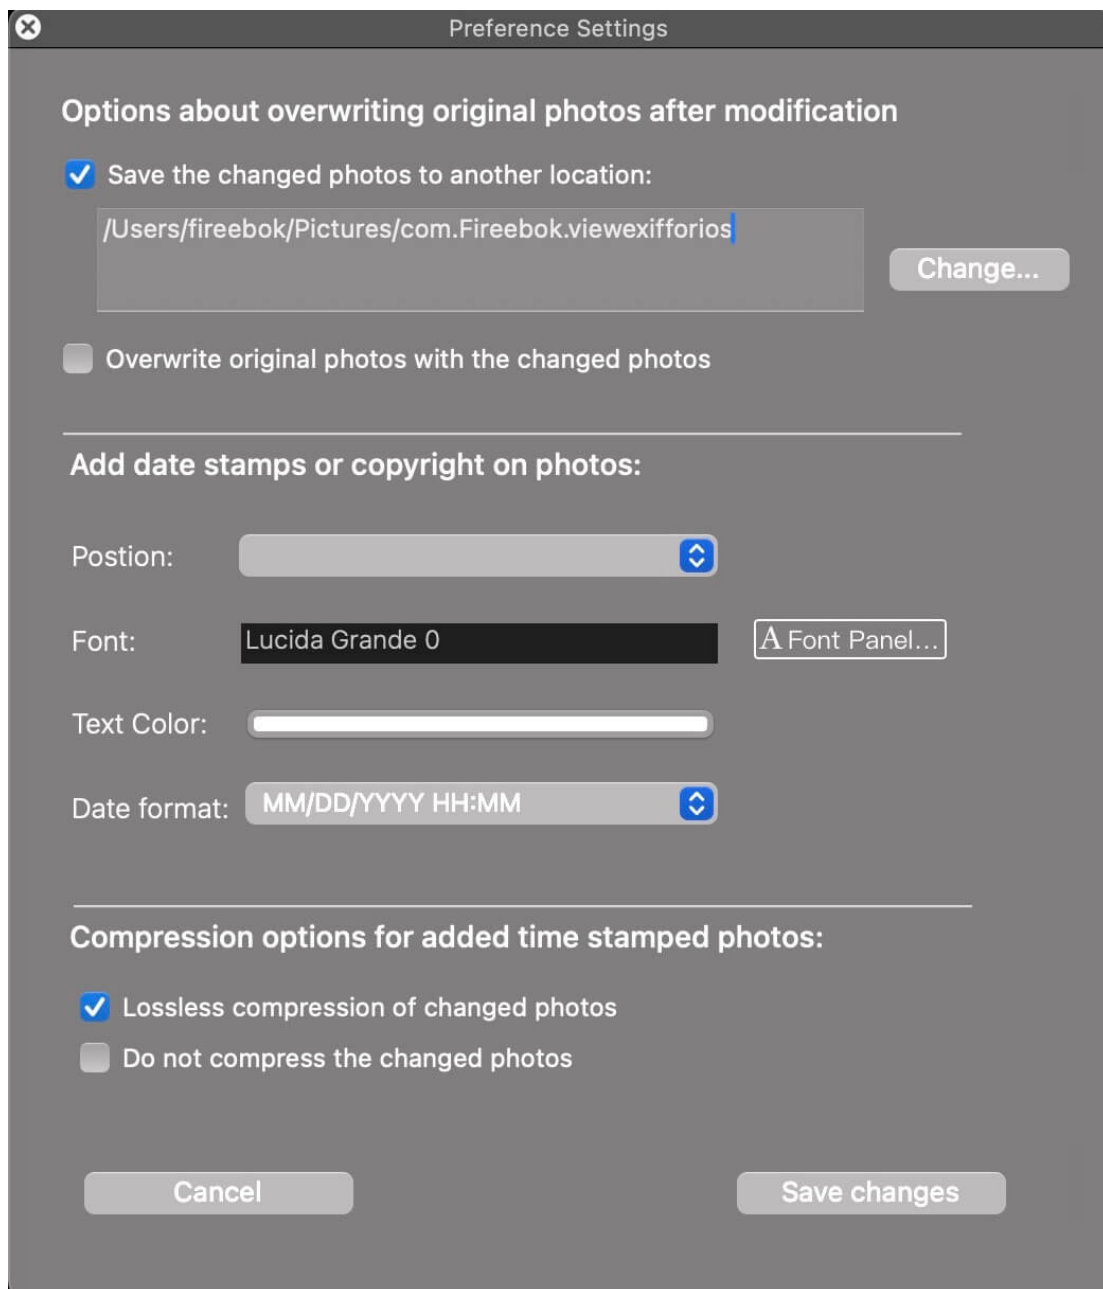 Preference Settings
Options about overwriting original photos after modification
Save the changed photos to another location:
/Users/fireebok/Pictures/com.Fireebok.viewexifforios
Change...
Overwrite original photos with the changed photos
Add date stamps or copyright on photos:
Postion:
Font:
Lucida Grande 0
A Font Panel...
Text Color:
Date format:
MM/DD/YYYY HH:MM
Compression options for added time stamped photos:
Lossless compression of changed photos
Do not compress the changed photos
Cancel
Save changes